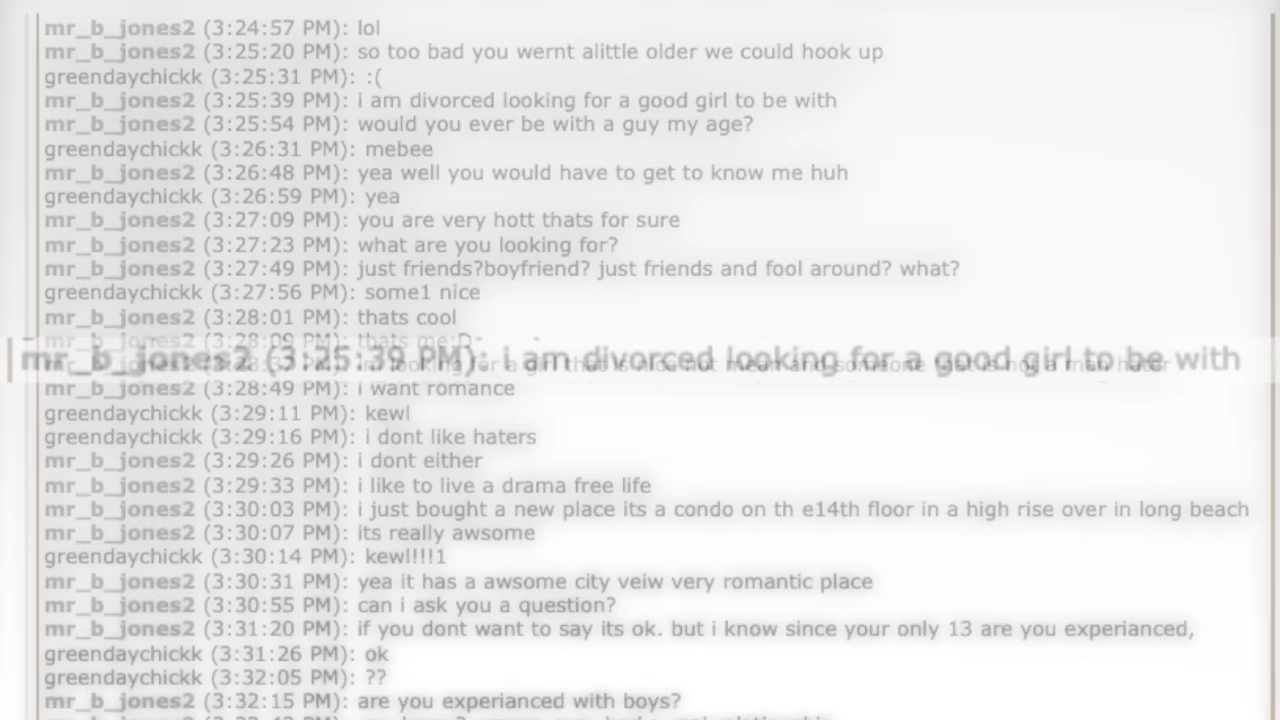 mr_b_jones2 (3:24:57 PM): lol
mr_b_jones2 (3:25:20 PM): so too bad you wernt alittle older we could hook up
greendaychickk (3:25:31 PM): :(
mr_b_jones2 (3:25:39 PM): i am divorced looking for a good girl to be with
mr_b_jones2 (3:25:54 PM): would you ever be with a guy my age?
greendaychickk (3:26:31 PM): mebee
mr_b_jones2 (3:26:48 PM): yea well you would have to get to know me huh
greendaychickk (3:26:59 PM): yea
mr_b_jones2 (3:27:09 PM): you are very hott thats for sure
mr_b_jones2 (3:27:23 PM): what are you looking for?
mr_b_jones2 (3:27:49 PM): just friends?boyfriend? just friends and fool around? what?
greendaychickk (3:27:56 PM): some1 nice
mr_b_jones2 (3:28:01 PM): thats cool
mr_b_jones2 (3:28:09 PM): thats me:D
mr_b_jones2 (3:25:39 PM): i am divorced looking for a good girl to be with
mr_b_jones2 (3:28:49 PM): i want romance
greendaychickk (3:29:11 PM): kewl
greendaychickk (3:29:16 PM): i dont like haters
mr_b_jones2 (3:29:26 PM): i dont either
mr_b_jones2 (3:29:33 PM): i like to live a drama free life
mr_b_jones2 (3:30:03 PM): i just bought a new place its a condo on th e14th floor in a high rise over in long beach
mr_b_jones2 (3:30:07 PM): its really awsome
greendaychickk (3:30:14 PM): kewl!!!1
mr_b_jones2 (3:30:31 PM): yea it has a awsome city veiw very romantic place
mr_b_jones2 (3:30:55 PM): can i ask you a question?
mr_b_jones2 (3:31:20 PM): if you dont want to say its ok. but i know since your only 13 are you experianced,
greendaychickk (3:31:26 PM): ok
greendaychickk (3:32:05 PM): ??
mr_b_jones2 (3:32:15 PM): are you experianced with boys?